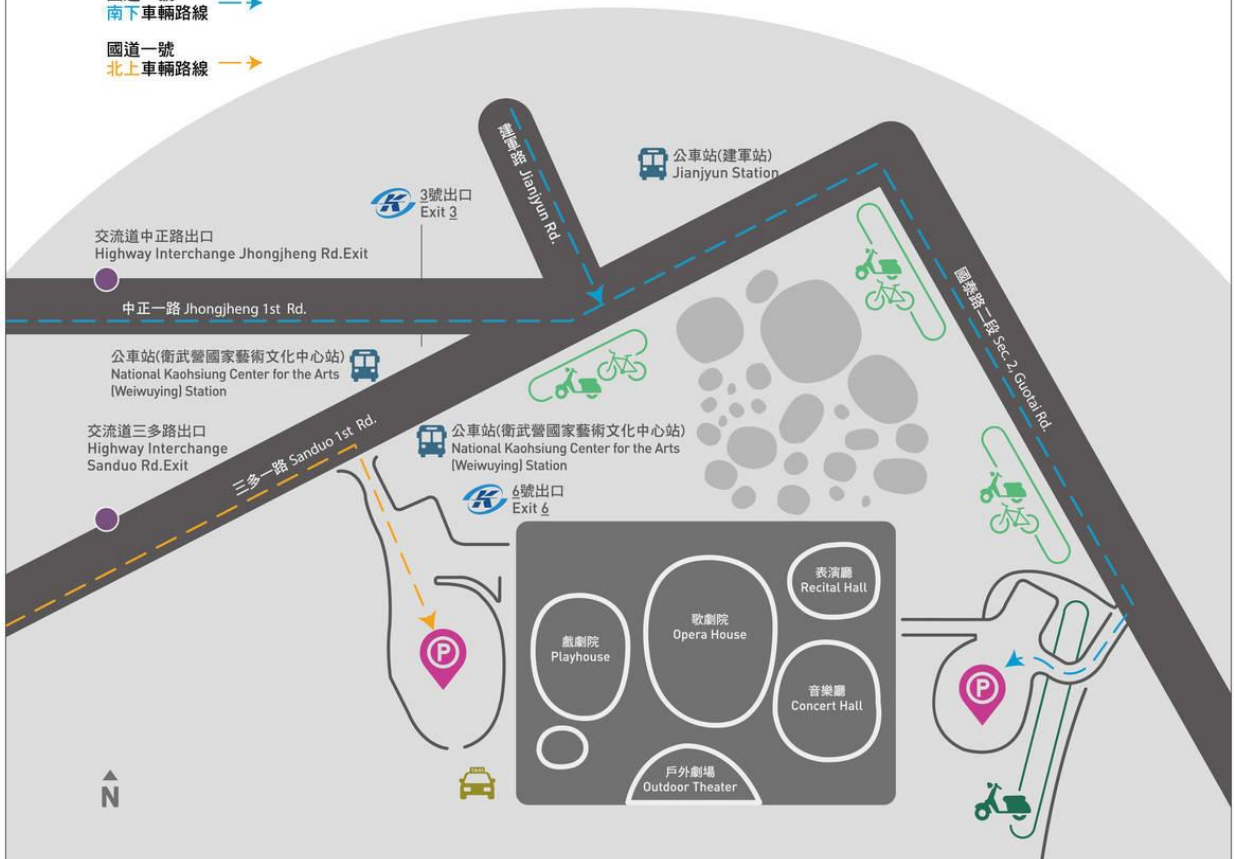 南下車輛路線
國道一號
北上車輛路線
建軍路 Jianjyun Rd.
公車站(建軍站)
Jianjyun Station
3號出口
Exit 3
交流道中正路出口
Highway Interchange Jhongjheng Rd.Exit
中正一路 Jhongjheng 1st Rd.
國泰路二段 Sec. 2, Guotai Rd.
公車站(衛武營國家藝術文化中心站)
National Kaohsiung Center for the Arts
(Weiwuying) Station
交流道三多路出口
Highway Interchange
Sanduo Rd.Exit
三多一路 Sanduo 1st Rd.
公車站(衛武營國家藝術文化中心站)
National Kaohsiung Center for the Arts
(Weiwuying) Station
6號出口
Exit 6
表演廳
Recital Hall
歌劇院
Opera House
戲劇院
Playhouse
音樂廳
Concert Hall
戶外劇場
Outdoor Theater
P
P
TAXI
N